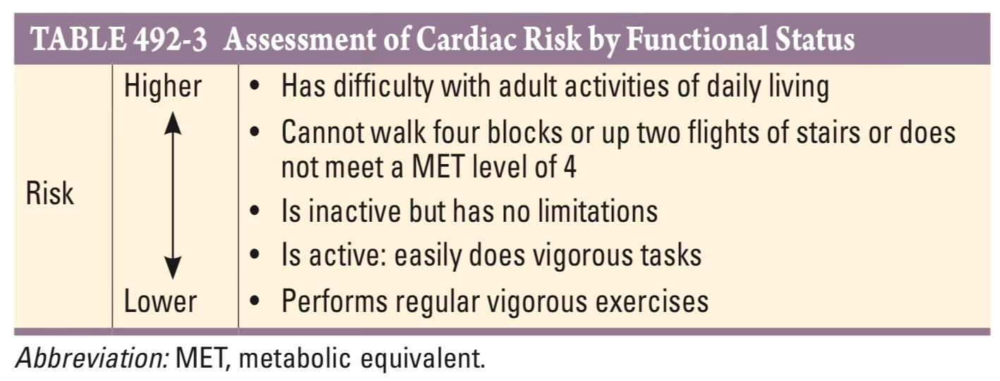 TABLE 492-3 Assessment of Cardiac Risk by Functional Status
Risk
Higher
Lower
• Has difficulty with adult activities of daily living
• Cannot walk four blocks or up two flights of stairs or does
not meet a MET level of 4
• Is inactive but has no limitations
• Is active: easily does vigorous tasks
• Performs regular vigorous exercises
Abbreviation: MET, metabolic equivalent.